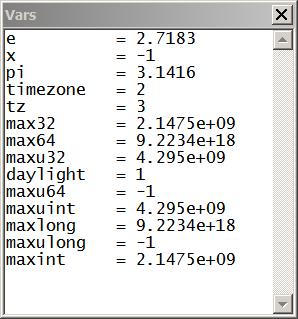 Vars
e = 2.7183
x = -1
pi = 3.1416
timezone = 2
tz = 3
max32 = 2.1475e+09
max64 = 9.2234e+18
maxu32 = 4.295e+09
daylight = 1
maxu64 = -1
maxuint = 4.295e+09
maxlong = 9.2234e+18
maxulong = -1
maxint = 2.1475e+09